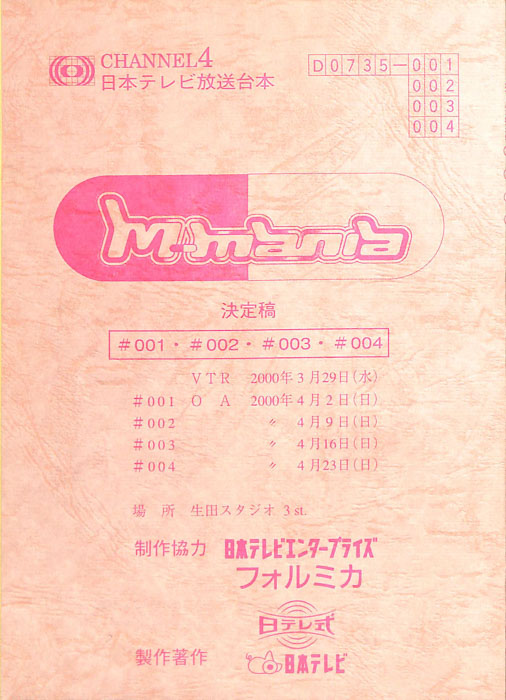 CHANNEL4
日本テレビ放送台本
D0735-001
002
003
004
M-mania
決定稿
#001・#002・#003・#004
VTR 2000年3月29日(水)
#001 OA 2000年4月2日(日)
#002 〃 4月9日(日)
#003 〃 4月16日(日)
#004 〃 4月23日(日)
場所 生田スタジオ 3st.
制作協力 日本テレビエンタープライズ
フォルミカ
日テレ式
製作著作 日本テレビ